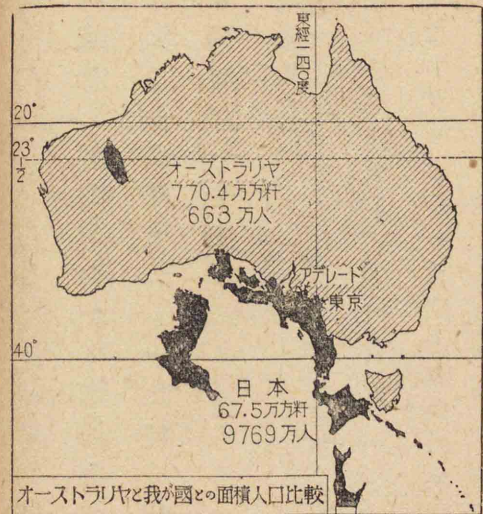 東經一四〇度
20°
23°½
オーストラリヤ
770.4万方粁
663万人
アデレード
東京
40°
日本
67.5万方粁
9769万人
オーストラリヤと我が國との面積人口比較